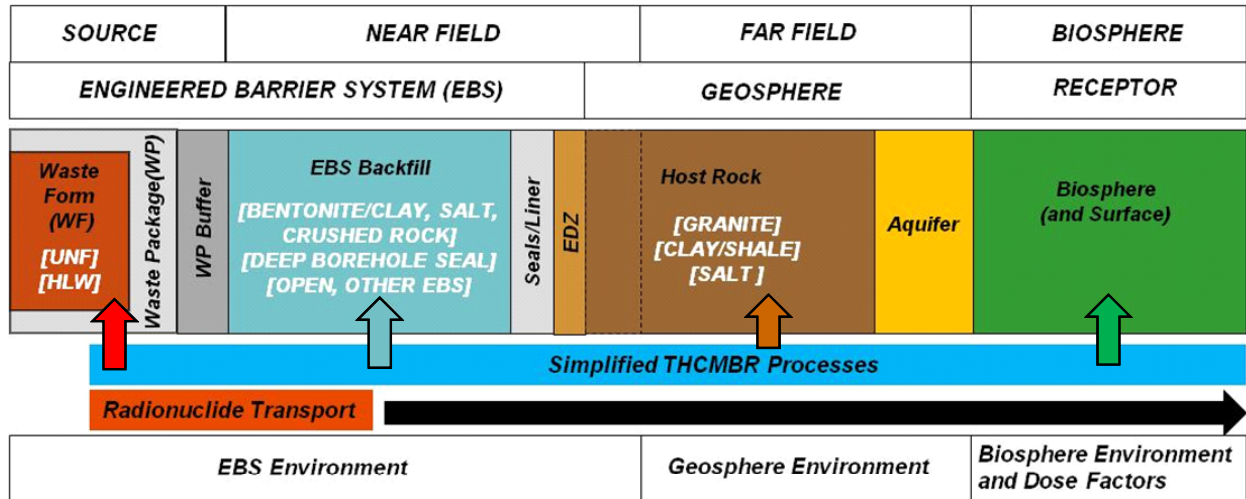 SOURCE
NEAR FIELD
FAR FIELD
BIOSPHERE
ENGINEERED BARRIER SYSTEM (EBS)
GEOSPHERE
RECEPTOR
Waste
Form
(WF)
[UNF]
[HLW]
Waste Package(WP)
WP Buffer
EBS Backfill
[BENTONITE/CLAY, SALT,
CRUSHED ROCK]
[DEEP BOREHOLE SEAL]
[OPEN, OTHER EBS]
Seals/Liner
EDZ
Host Rock
[GRANITE]
[CLAY/SHALE]
[SALT ]
Aquifer
Biosphere
(and Surface)
Simplified THCMBR Processes
Radionuclide Transport
EBS Environment
Geosphere Environment
Biosphere Environment
and Dose Factors